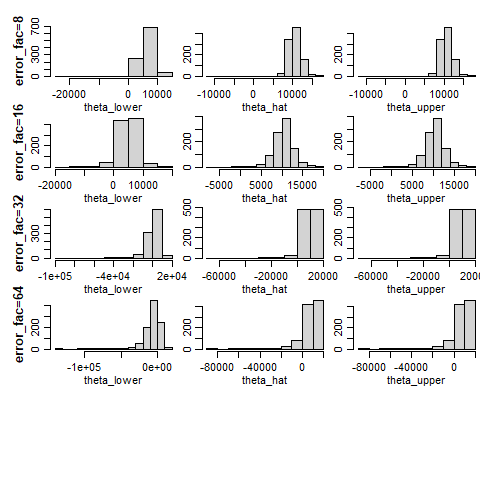 error_fac=8
0 300 700
-20000 0 10000
theta_lower
0 200
-10000 0 10000
theta_hat
0 200
-10000 0 10000
theta_upper
error_fac=16
0 200
-20000 0 10000
theta_lower
0 200 400
-5000 5000 15000
theta_hat
0 200 400
-5000 5000 15000
theta_upper
error_fac=32
0 300
-1e+05 -4e+04 2e+04
theta_lower
0 200 500
-60000 -20000 20000
theta_hat
0 200 500
-60000 -20000 2000
theta_upper
error_fac=64
0 200
-1e+05 0e+00
theta_lower
0 200
-80000 -40000 0
theta_hat
0 200
-80000 -40000 0
theta_upper